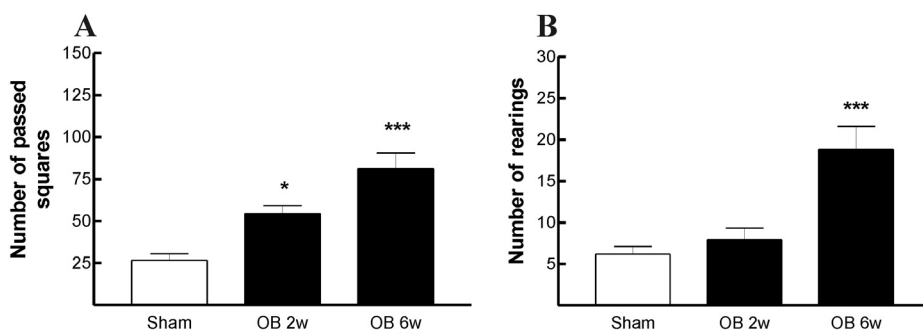 A
Number of passed
squares
150
125
100
75
50
25
*
***
Sham
OB 2w
OB 6w
B
Number of rearings
30
25
20
15
10
5
***
Sham
OB 2w
OB 6w